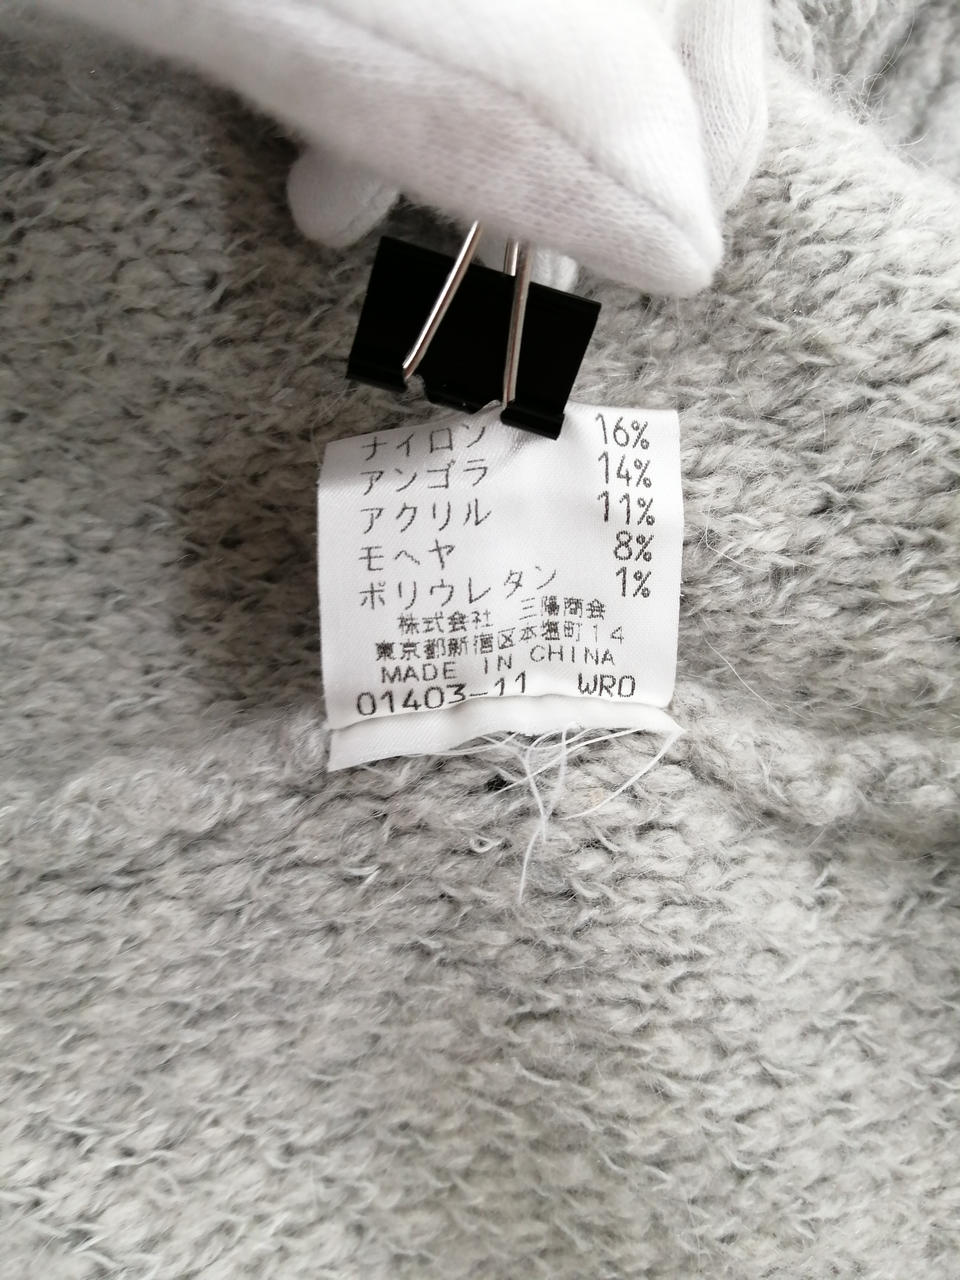 ナイロン 16%
アンゴラ 14%
アクリル 11%
モヘヤ 8%
ポリウレタン 1%
株式会社 三陽商会
東京都新宿区本塩町14
MADE IN CHINA
01403-11 WRO